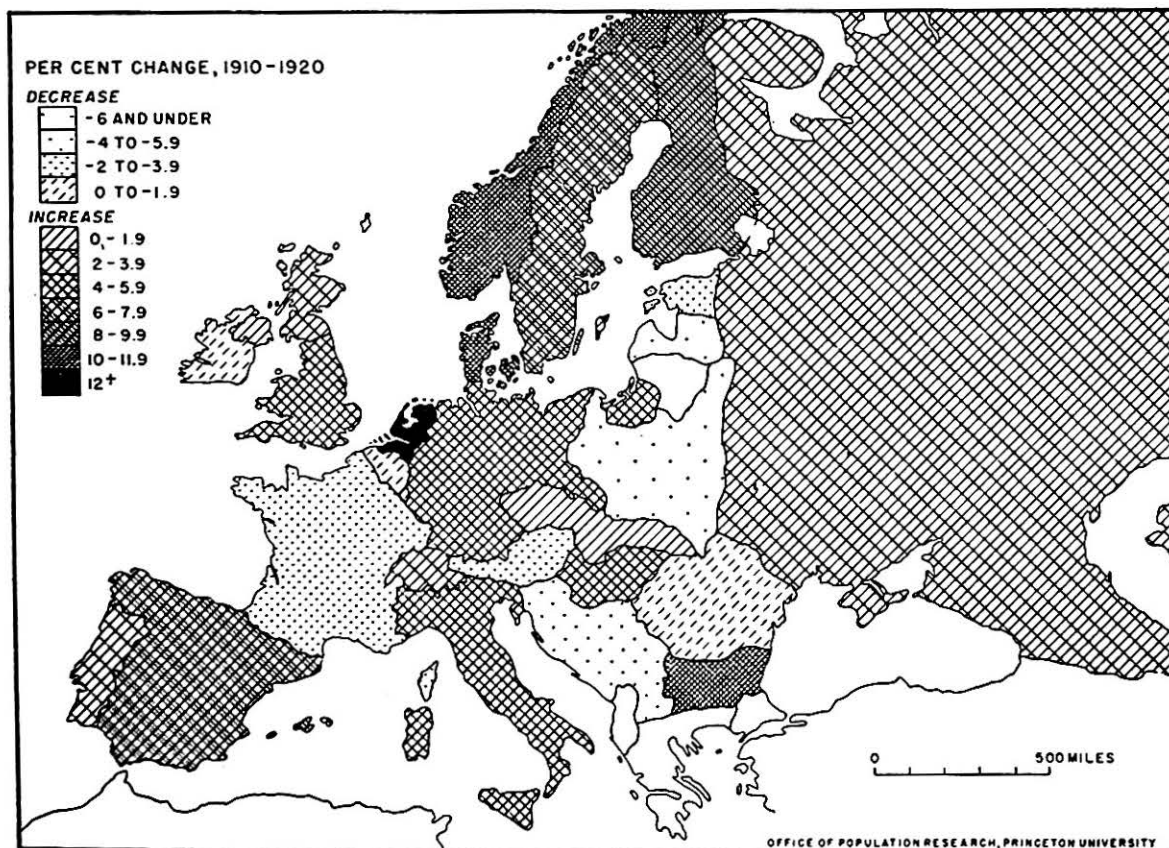 PER CENT CHANGE, 1910-1920
DECREASE
-6 AND UNDER
-4 TO -5.9
-2 TO -3.9
0 TO -1.9
INCREASE
0, - 1.9
2 - 3.9
4 - 5.9
6 - 7.9
8 - 9.9
10 - 11.9
12+
0 500 MILES
OFFICE OF POPULATION RESEARCH, PRINCETON UNIVERSITY